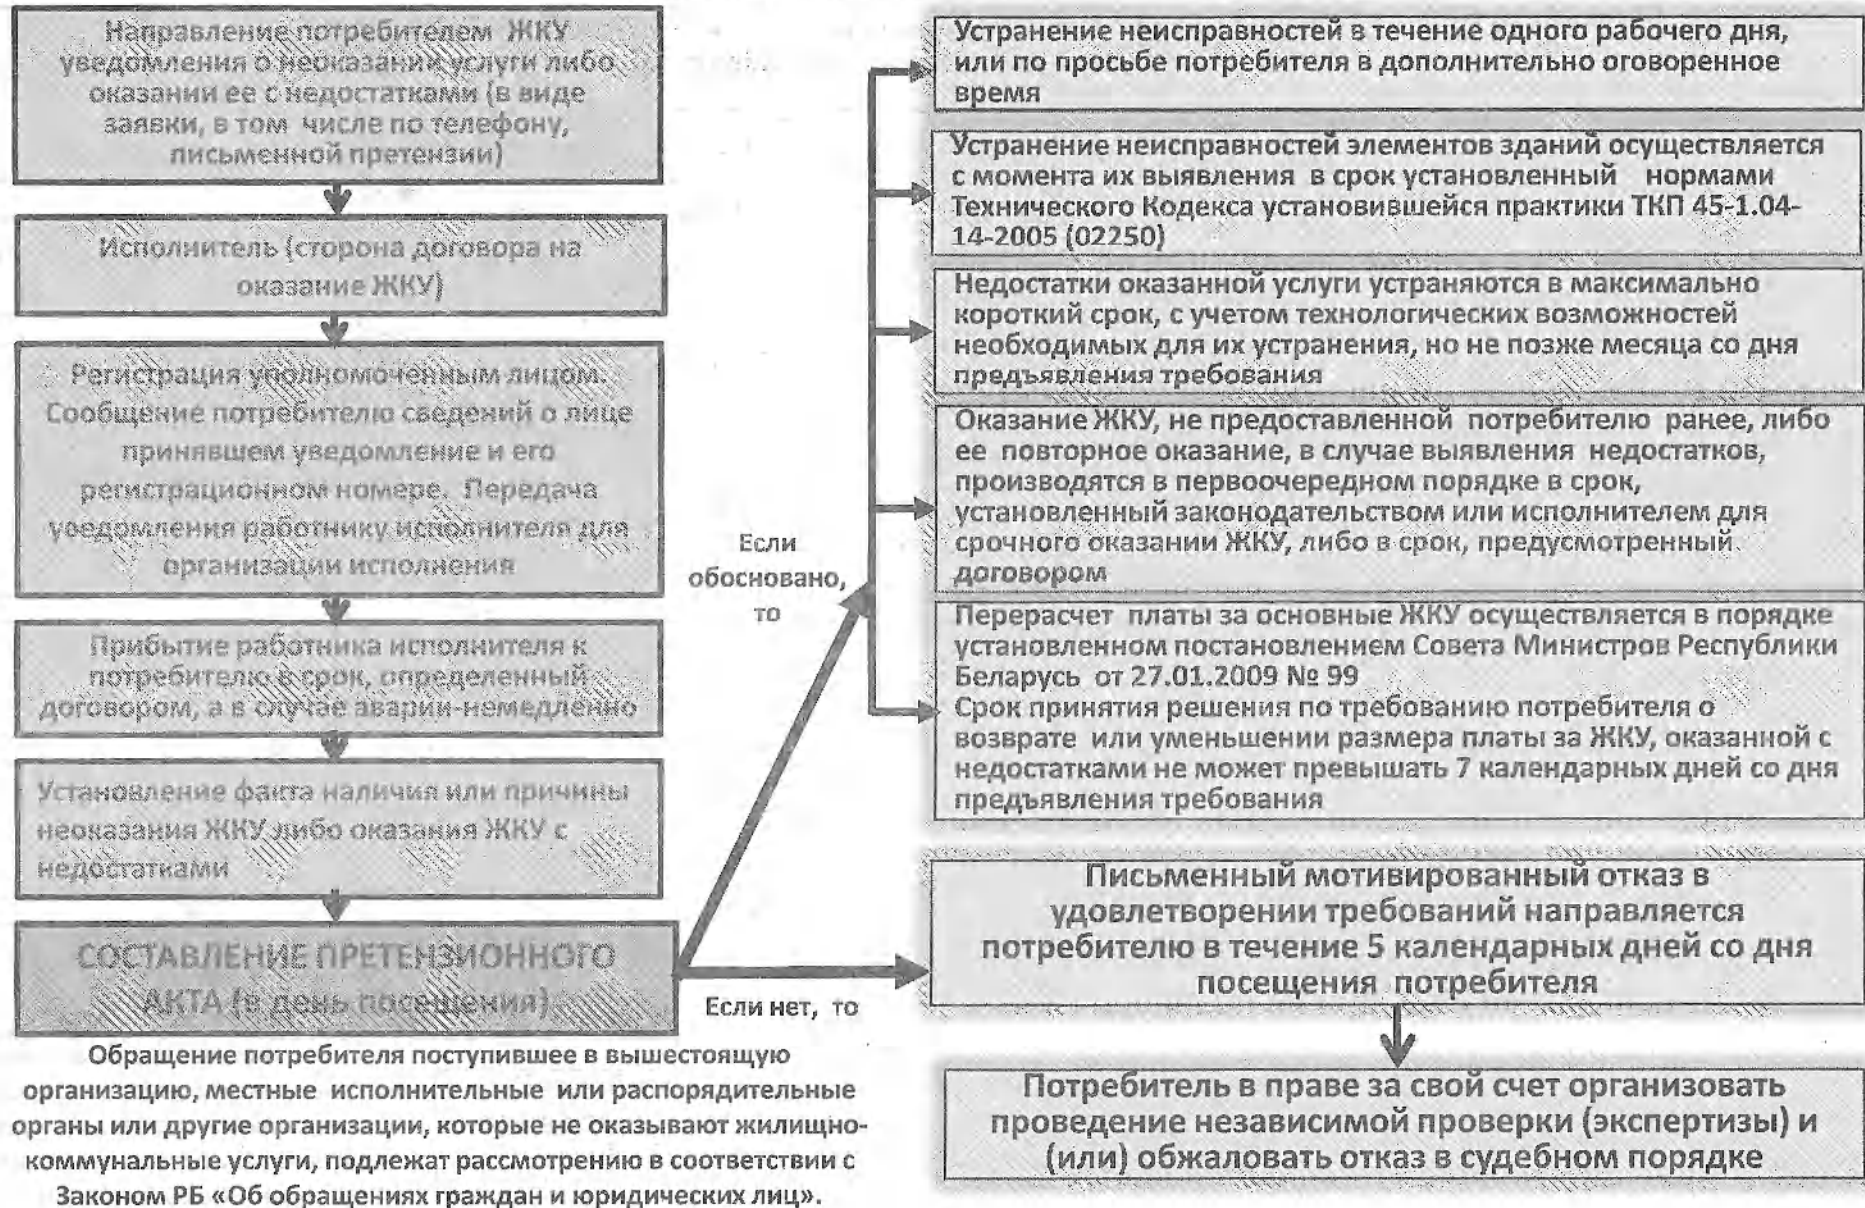 Направление потребителем ЖКУ
уведомления о неоказании услуги либо
оказании ее с недостатками (в виде
заявки, в том числе по телефону,
письменной претензии)
Исполнитель (сторона договора на
оказание ЖКУ)
Регистрация уполномоченным лицом.
Сообщение потребителю сведений о лице
принявшем уведомление и его
регистрационном номере. Передача
уведомления работнику исполнителя для
организации исполнения
Прибытие работника исполнителя к
потребителю в срок, определенный
договором, а в случае аварии-немедленно
Установление факта наличия или причины
неоказания ЖКУ либо оказания ЖКУ с
недостатками
СОСТАВЛЕНИЕ ПРЕТЕНЗИОННОГО
АКТА (в день посещения)
Обращение потребителя поступившее в вышестоящую
организацию, местные исполнительные или распорядительные
органы или другие организации, которые не оказывают жилищно-
коммунальные услуги, подлежат рассмотрению в соответствии с
Законом РБ «Об обращениях граждан и юридических лиц».
Если
обосновано,
то
Если нет, то
Устранение неисправностей в течение одного рабочего дня,
или по просьбе потребителя в дополнительно оговоренное
время
Устранение неисправностей элементов зданий осуществляется
с момента их выявления в срок установленный нормами
Технического Кодекса установившейся практики ТКП 45-1.04-
14-2005 (02250)
Недостатки оказанной услуги устраняются в максимально
короткий срок, с учетом технологических возможностей
необходимых для их устранения, но не позже месяца со дня
предъявления требования
Оказание ЖКУ, не предоставленной потребителю ранее, либо
ее повторное оказание, в случае выявления недостатков,
производятся в первоочередном порядке в срок,
установленный законодательством или исполнителем для
срочного оказании ЖКУ, либо в срок, предусмотренный
договором
Перерасчет платы за основные ЖКУ осуществляется в порядке
установленном постановлением Совета Министров Республики
Беларусь от 27.01.2009 № 99
Срок принятия решения по требованию потребителя о
возврате или уменьшении размера платы за ЖКУ, оказанной с
недостатками не может превышать 7 календарных дней со дня
предъявления требования
Письменный мотивированный отказ в
удовлетворении требований направляется
потребителю в течение 5 календарных дней со дня
посещения потребителя
Потребитель в праве за свой счет организовать
проведение независимой проверки (экспертизы) и
(или) обжаловать отказ в судебном порядке